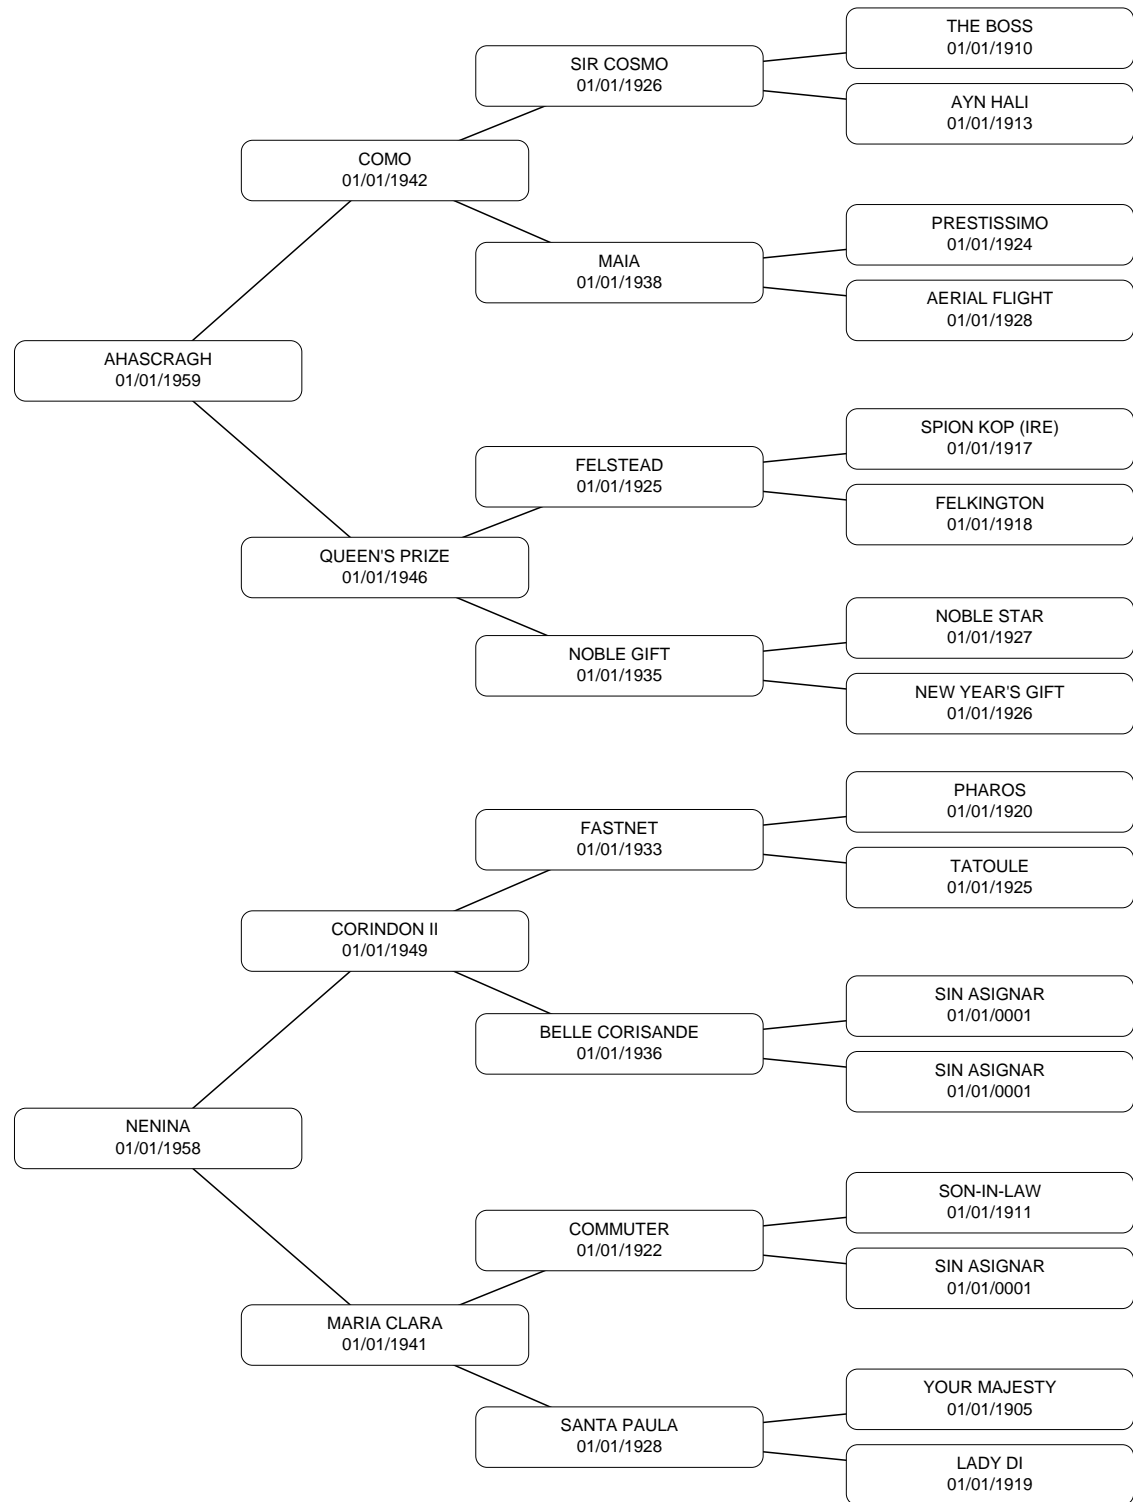 THE BOSS
01/01/1910
SIR COSMO
01/01/1926
AYN HALI
01/01/1913
COMO
01/01/1942
PRESTISSIMO
01/01/1924
MAIA
01/01/1938
AERIAL FLIGHT
01/01/1928
AHASCRAGH
01/01/1959
SPION KOP (IRE)
01/01/1917
FELSTEAD
01/01/1925
FELKINGTON
01/01/1918
QUEEN'S PRIZE
01/01/1946
NOBLE STAR
01/01/1927
NOBLE GIFT
01/01/1935
NEW YEAR'S GIFT
01/01/1926
PHAROS
01/01/1920
FASTNET
01/01/1933
TATOULE
01/01/1925
CORINDON II
01/01/1949
SIN ASIGNAR
01/01/0001
BELLE CORISANDE
01/01/1936
SIN ASIGNAR
01/01/0001
NENINA
01/01/1958
SON-IN-LAW
01/01/1911
COMMUTER
01/01/1922
SIN ASIGNAR
01/01/0001
MARIA CLARA
01/01/1941
YOUR MAJESTY
01/01/1905
SANTA PAULA
01/01/1928
LADY DI
01/01/1919